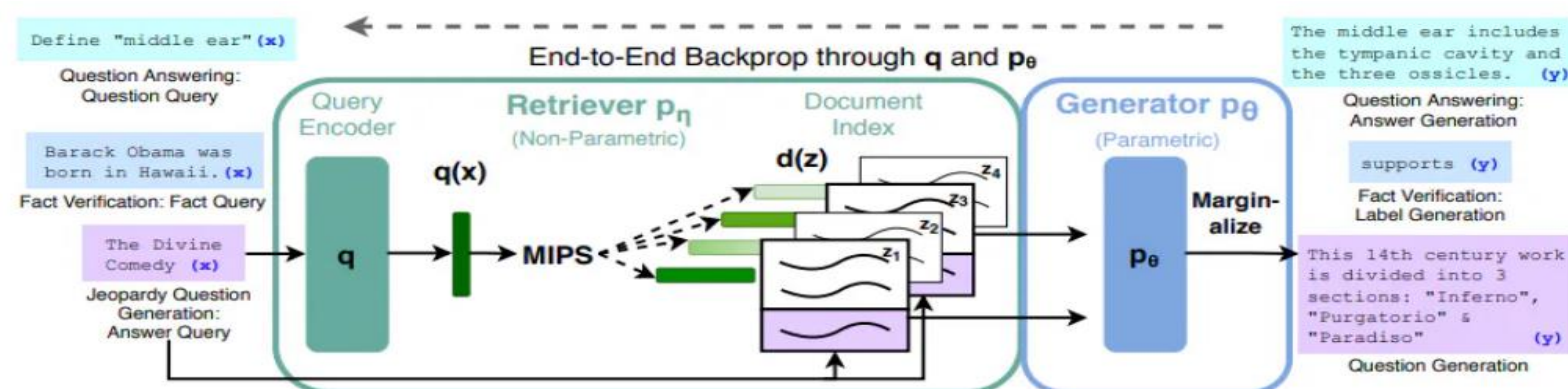 End-to-End Backprop through q and pθ
Define "middle ear" (x)
Question Answering:
Question Query
Barack Obama was
born in Hawaii. (x)
Fact Verification: Fact Query
The Divine
Comedy (x)
Jeopardy Question
Generation:
Answer Query
Query
Encoder
q
q(x)
Retriever pη
(Non-Parametric)
MIPS
Document
Index
d(z)
z4
z3
z2
z1
Generator pθ
(Parametric)
pθ
Margin-
alize
The middle ear includes
the tympanic cavity and
the three ossicles. (y)
Question Answering:
Answer Generation
supports (y)
Fact Verification:
Label Generation
This 14th century work
is divided into 3
sections: "Inferno",
"Purgatorio" &
"Paradiso" (y)
Question Generation